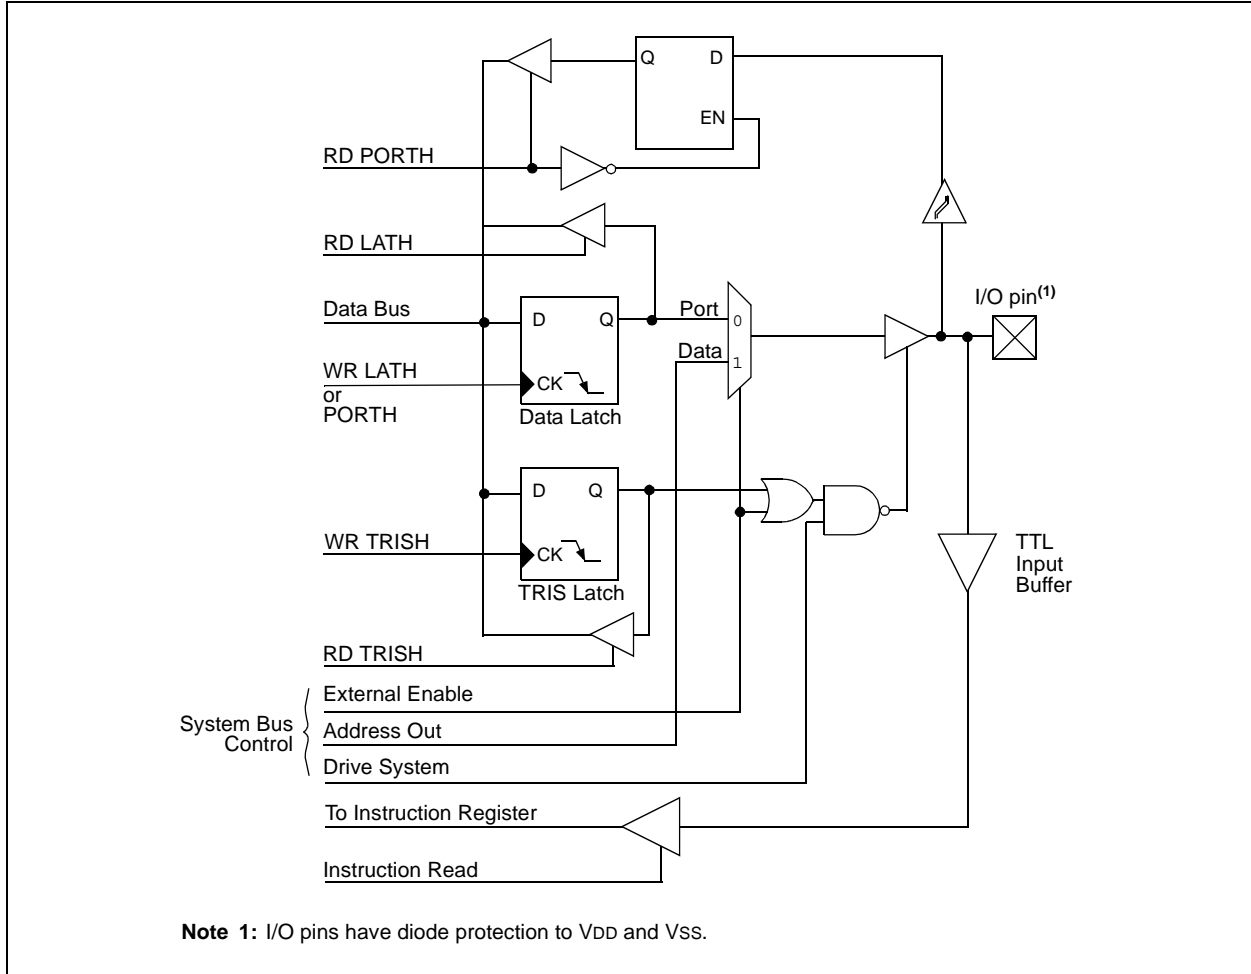 Q D
EN
RD PORTH
RD LATH
I/O pin(1)
Data Bus
D Q
Port
0
Data
1
WR LATH
or
PORTH
CK
Data Latch
D Q
WR TRISH
CK
TRIS Latch
TTL
Input
Buffer
RD TRISH
System Bus
Control
External Enable
Address Out
Drive System
To Instruction Register
Instruction Read
Note 1: I/O pins have diode protection to VDD and VSS.